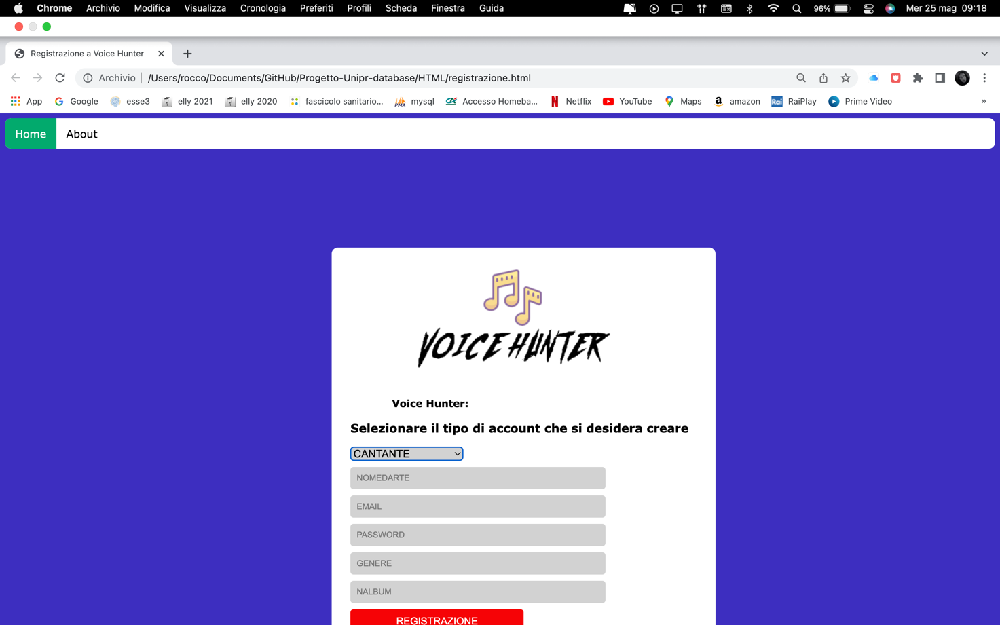 Chrome Archivio Modifica Visualizza Cronologia Preferiti Profili Scheda Finestra Guida 96% Mer 25 mag 09:18
Registrazione a Voice Hunter
Archivio /Users/rocco/Documents/GitHub/Progetto-Unipr-database/HTML/registrazione.html
App Google esse3 elly 2021 elly 2020 fascicolo sanitario... PMA mysql Accesso Homeba... Netflix YouTube Maps amazon Rai RaiPlay Prime Video »
Home About
VOICE HUNTER
Voice Hunter:
Selezionare il tipo di account che si desidera creare
CANTANTE
NOMEDARTE
EMAIL
PASSWORD
GENERE
NALBUM
REGISTRAZIONE